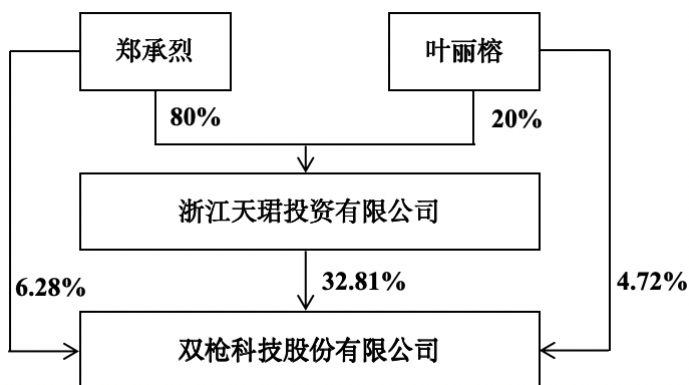 郑承烈
叶丽榕
80%
20%
浙江天珺投资有限公司
6.28%
32.81%
4.72%
双枪科技股份有限公司